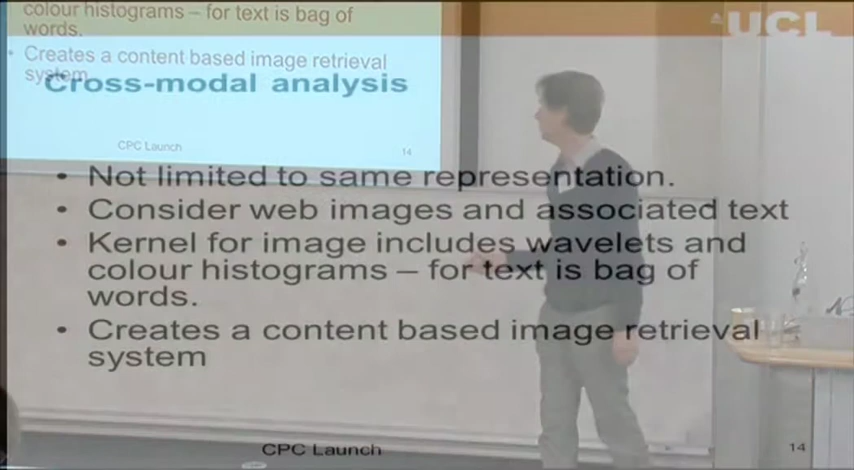 colour histograms – for text is bag of
words.
• Creates a content based image retrieval
system
UCL
Cross-modal analysis
CPC Launch
14
• Not limited to same representation.
• Consider web images and associated text
• Kernel for image includes wavelets and
colour histograms – for text is bag of
words.
• Creates a content based image retrieval
system
CPC Launch
14